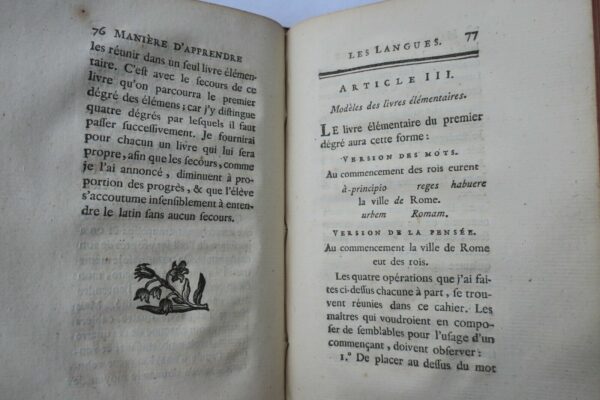 76 MANIÈRE D'APPRENDRE
les réunir dans un seul livre élémen-
taire. C'est avec le secours de ce
livre qu'on parcourra le premier
dégré des élémens; car j'y distingue
quatre dégrés par lesquels il faut
passer successivement. Je fournirai
pour chacun un livre qui lui sera
propre, afin que les secours, comme
je l'ai annoncé, diminuent à pro-
portion des progrès, & que l'élève
s'accoutume insensiblement à enten-
dre le latin sans aucun secours.
LES LANGUES. 77
ARTICLE III.
Modèles des livres élémentaires.
LE livre élémentaire du premier
dégré aura cette forme:
VERSION DES MOTS.
Au commencement des rois eurent
à-principio reges habuere
la ville de Rome.
urbem Romam.
VERSION DE LA PENSÉE.
Au commencement la ville de Rome
eut des rois.
Les quatre opérations que j'ai fai-
tes ci-dessus chacune à part, se trou-
vent réunies dans ce cahier. Les
maîtres qui voudroient en compo-
ser de semblables pour l'usage d'un
commençant, doivent observer:
1.° De placer au dessus du mot